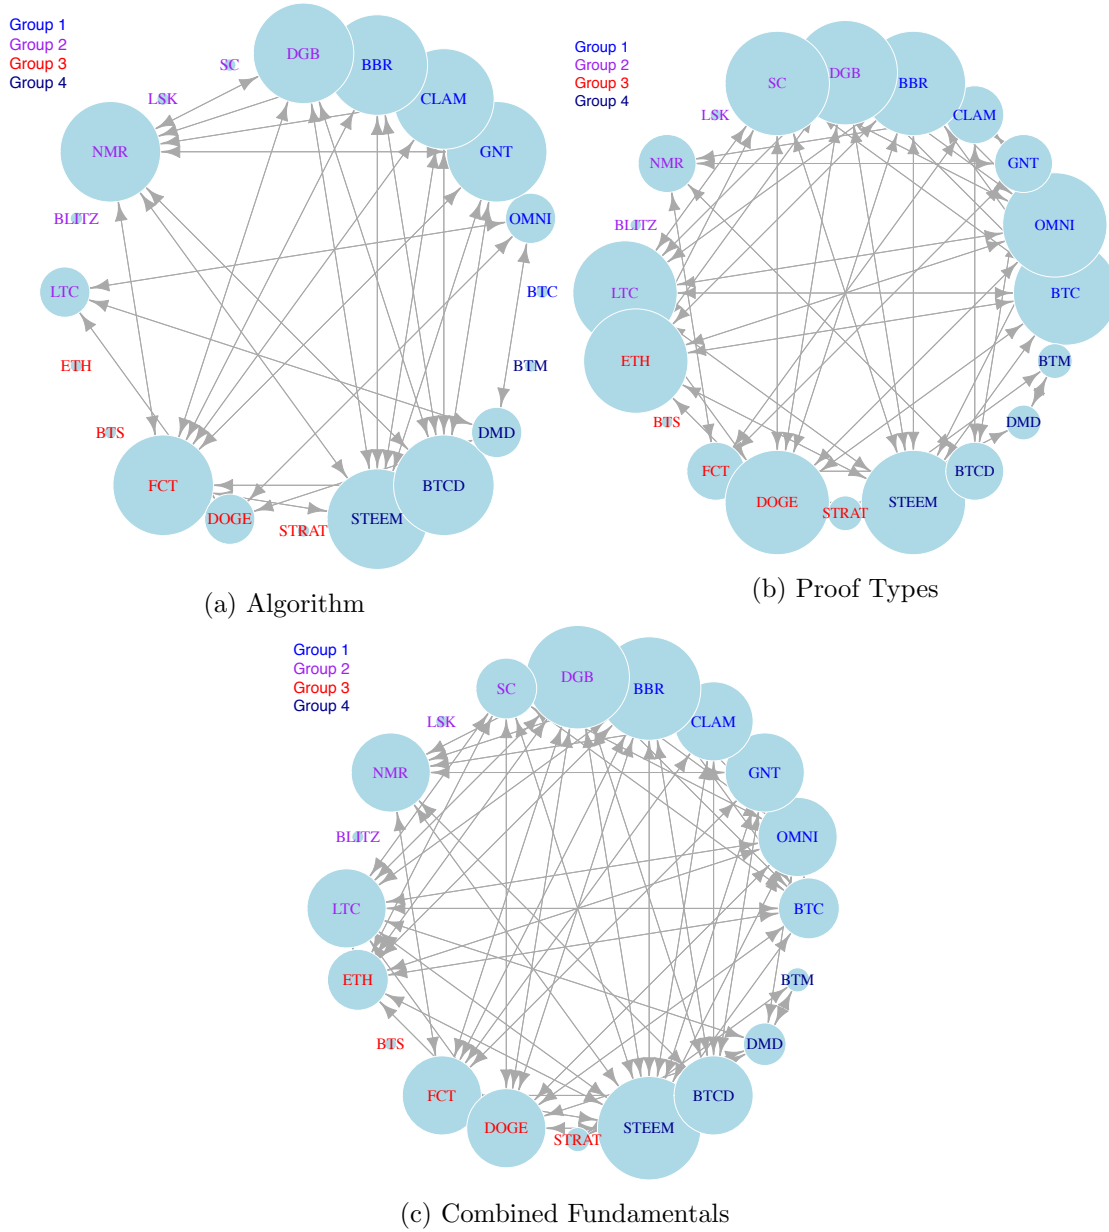 Group 1
Group 2
Group 3
Group 4
DGB
BBR
SC
CLAM
LSK
NMR
GNT
BLITZ
OMNI
LTC
BTC
ETH
BTM
BTS
DMD
FCT
BTCD
DOGE
STRAT
STEEM
(a) Algorithm
Group 1
Group 2
Group 3
Group 4
DGB
SC
BBR
LSK
CLAM
NMR
GNT
BLITZ
OMNI
LTC
BTC
ETH
BTM
BTS
DMD
FCT
BTCD
DOGE
STRAT
STEEM
(b) Proof Types
Group 1
Group 2
Group 3
Group 4
DGB
SC
BBR
LSK
CLAM
NMR
GNT
BLITZ
OMNI
LTC
BTC
ETH
BTM
BTS
DMD
FCT
BTCD
DOGE
STRAT
STEEM
(c) Combined Fundamentals